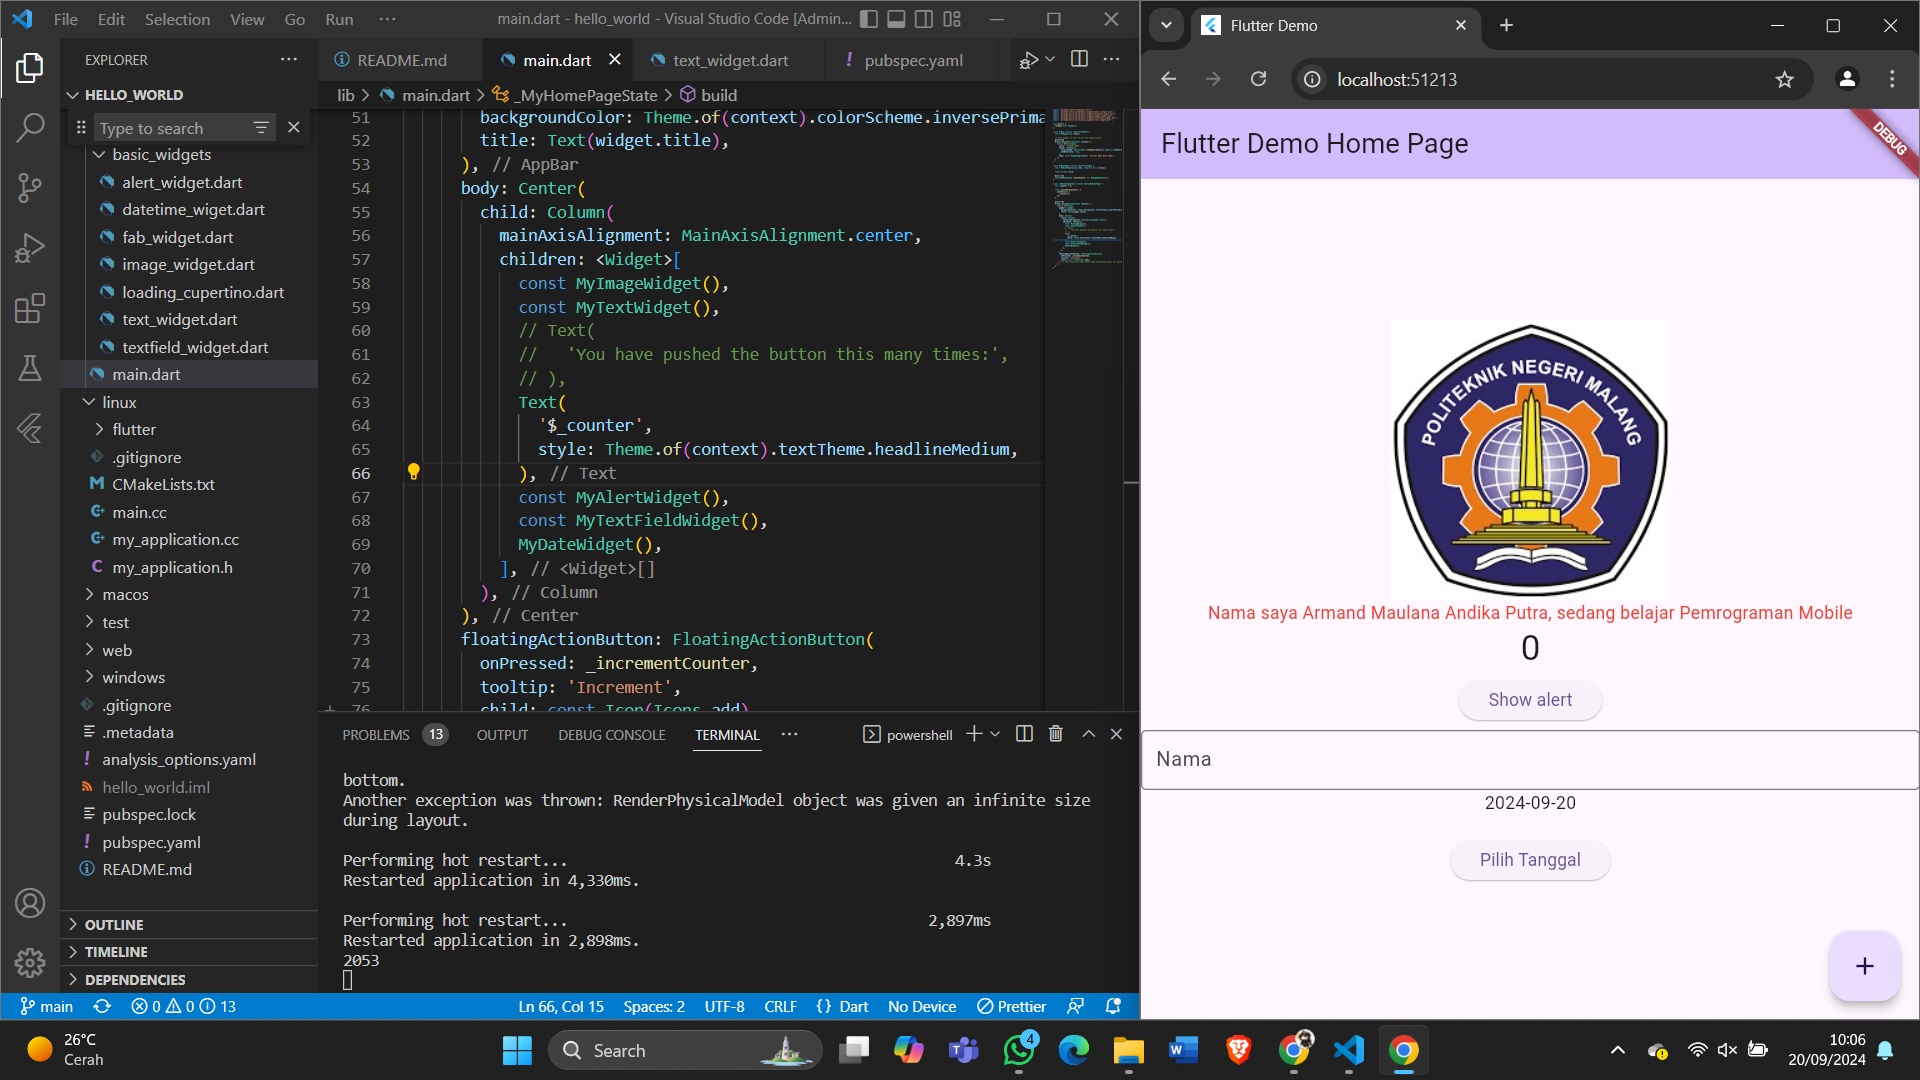 File Edit Selection View Go Run ···
main.dart - hello_world - Visual Studio Code [Admin...
EXPLORER
HELLO_WORLD
Type to search
basic_widgets
alert_widget.dart
datetime_wiget.dart
fab_widget.dart
image_widget.dart
loading_cupertino.dart
text_widget.dart
textfield_widget.dart
main.dart
linux
flutter
.gitignore
CMakeLists.txt
main.cc
my_application.cc
my_application.h
macos
test
web
windows
.gitignore
.metadata
analysis_options.yaml
hello_world.iml
pubspec.lock
pubspec.yaml
README.md
OUTLINE
TIMELINE
DEPENDENCIES
README.md main.dart text_widget.dart pubspec.yaml
lib > main.dart > _MyHomePageState > build
51 backgroundColor: Theme.of(context).colorScheme.inversePrima
52 title: Text(widget.title),
53 ), // AppBar
54 body: Center(
55 child: Column(
56 mainAxisAlignment: MainAxisAlignment.center,
57 children: <Widget>[
58 const MyImageWidget(),
59 const MyTextWidget(),
60 // Text(
61 //   'You have pushed the button this many times:',
62 // ),
63 Text(
64 '$_counter',
65 style: Theme.of(context).textTheme.headlineMedium,
66 ), // Text
67 const MyAlertWidget(),
68 const MyTextFieldWidget(),
69 MyDateWidget(),
70 ], // <Widget>[]
71 ), // Column
72 ), // Center
73 floatingActionButton: FloatingActionButton(
74 onPressed: _incrementCounter,
75 tooltip: 'Increment',
76 child: const Icon(Icons.add)
PROBLEMS 13 OUTPUT DEBUG CONSOLE TERMINAL ··· powershell
bottom.
Another exception was thrown: RenderPhysicalModel object was given an infinite size
during layout.
Performing hot restart... 4.3s
Restarted application in 4,330ms.
Performing hot restart... 2,897ms
Restarted application in 2,898ms.
2053
main 0 0 13 Ln 66, Col 15 Spaces: 2 UTF-8 CRLF {} Dart No Device Prettier
Flutter Demo
localhost:51213
Flutter Demo Home Page
DEBUG
POLITEKNIK NEGERI MALANG
Nama saya Armand Maulana Andika Putra, sedang belajar Pemrograman Mobile
0
Show alert
Nama
2024-09-20
Pilih Tanggal
+
26°C
Cerah
Search
4
10:06
20/09/2024